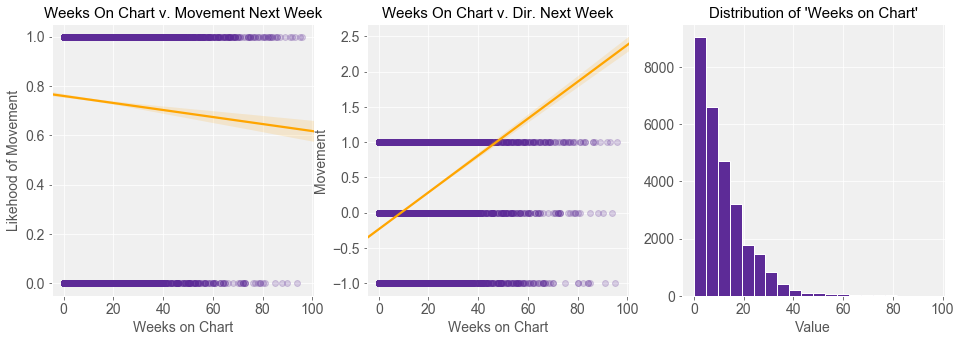 Weeks On Chart v. Movement Next Week
1.0
0.8
0.6
0.4
0.2
0.0
Likehood of Movement
0 20 40 60 80 100
Weeks on Chart
Weeks On Chart v. Dir. Next Week
2.5
2.0
1.5
1.0
0.5
0.0
−0.5
−1.0
Movement
0 20 40 60 80 100
Weeks on Chart
Distribution of 'Weeks on Chart'
8000
6000
4000
2000
0
0 20 40 60 80 100
Value